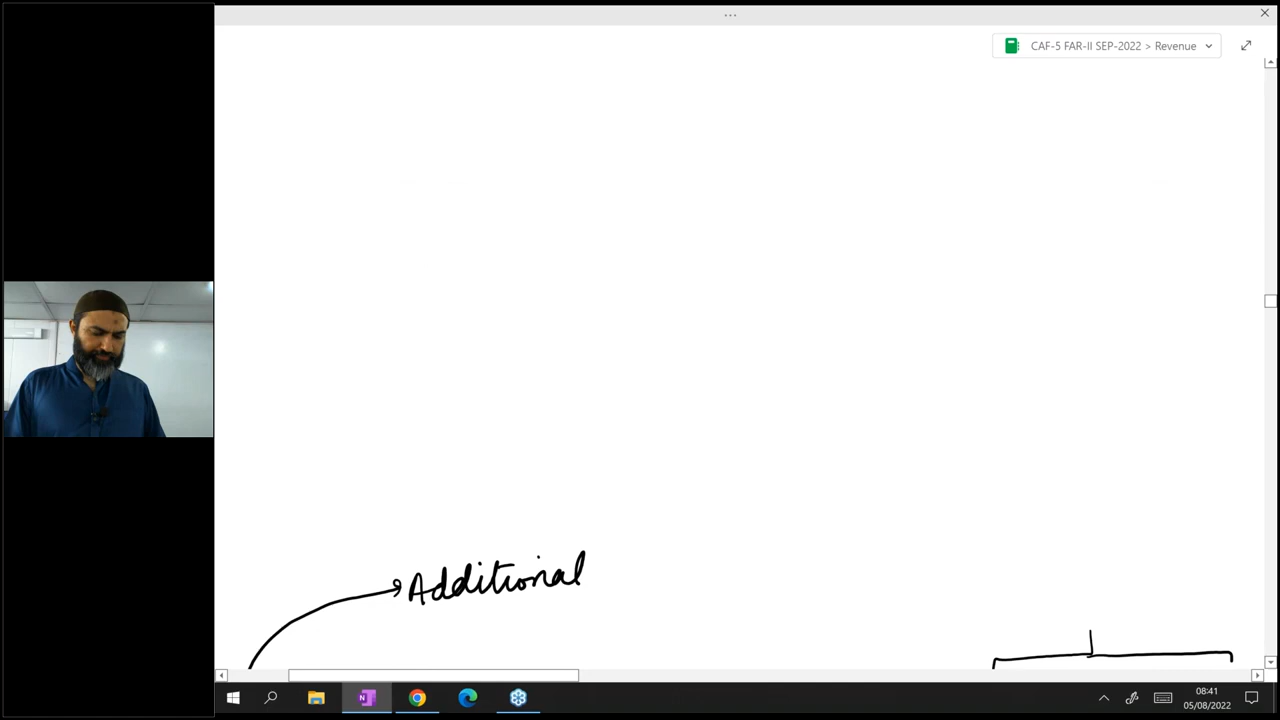 ...
CAF-5 FAR-II SEP-2022 > Revenue
Additional
08:41
05/08/2022